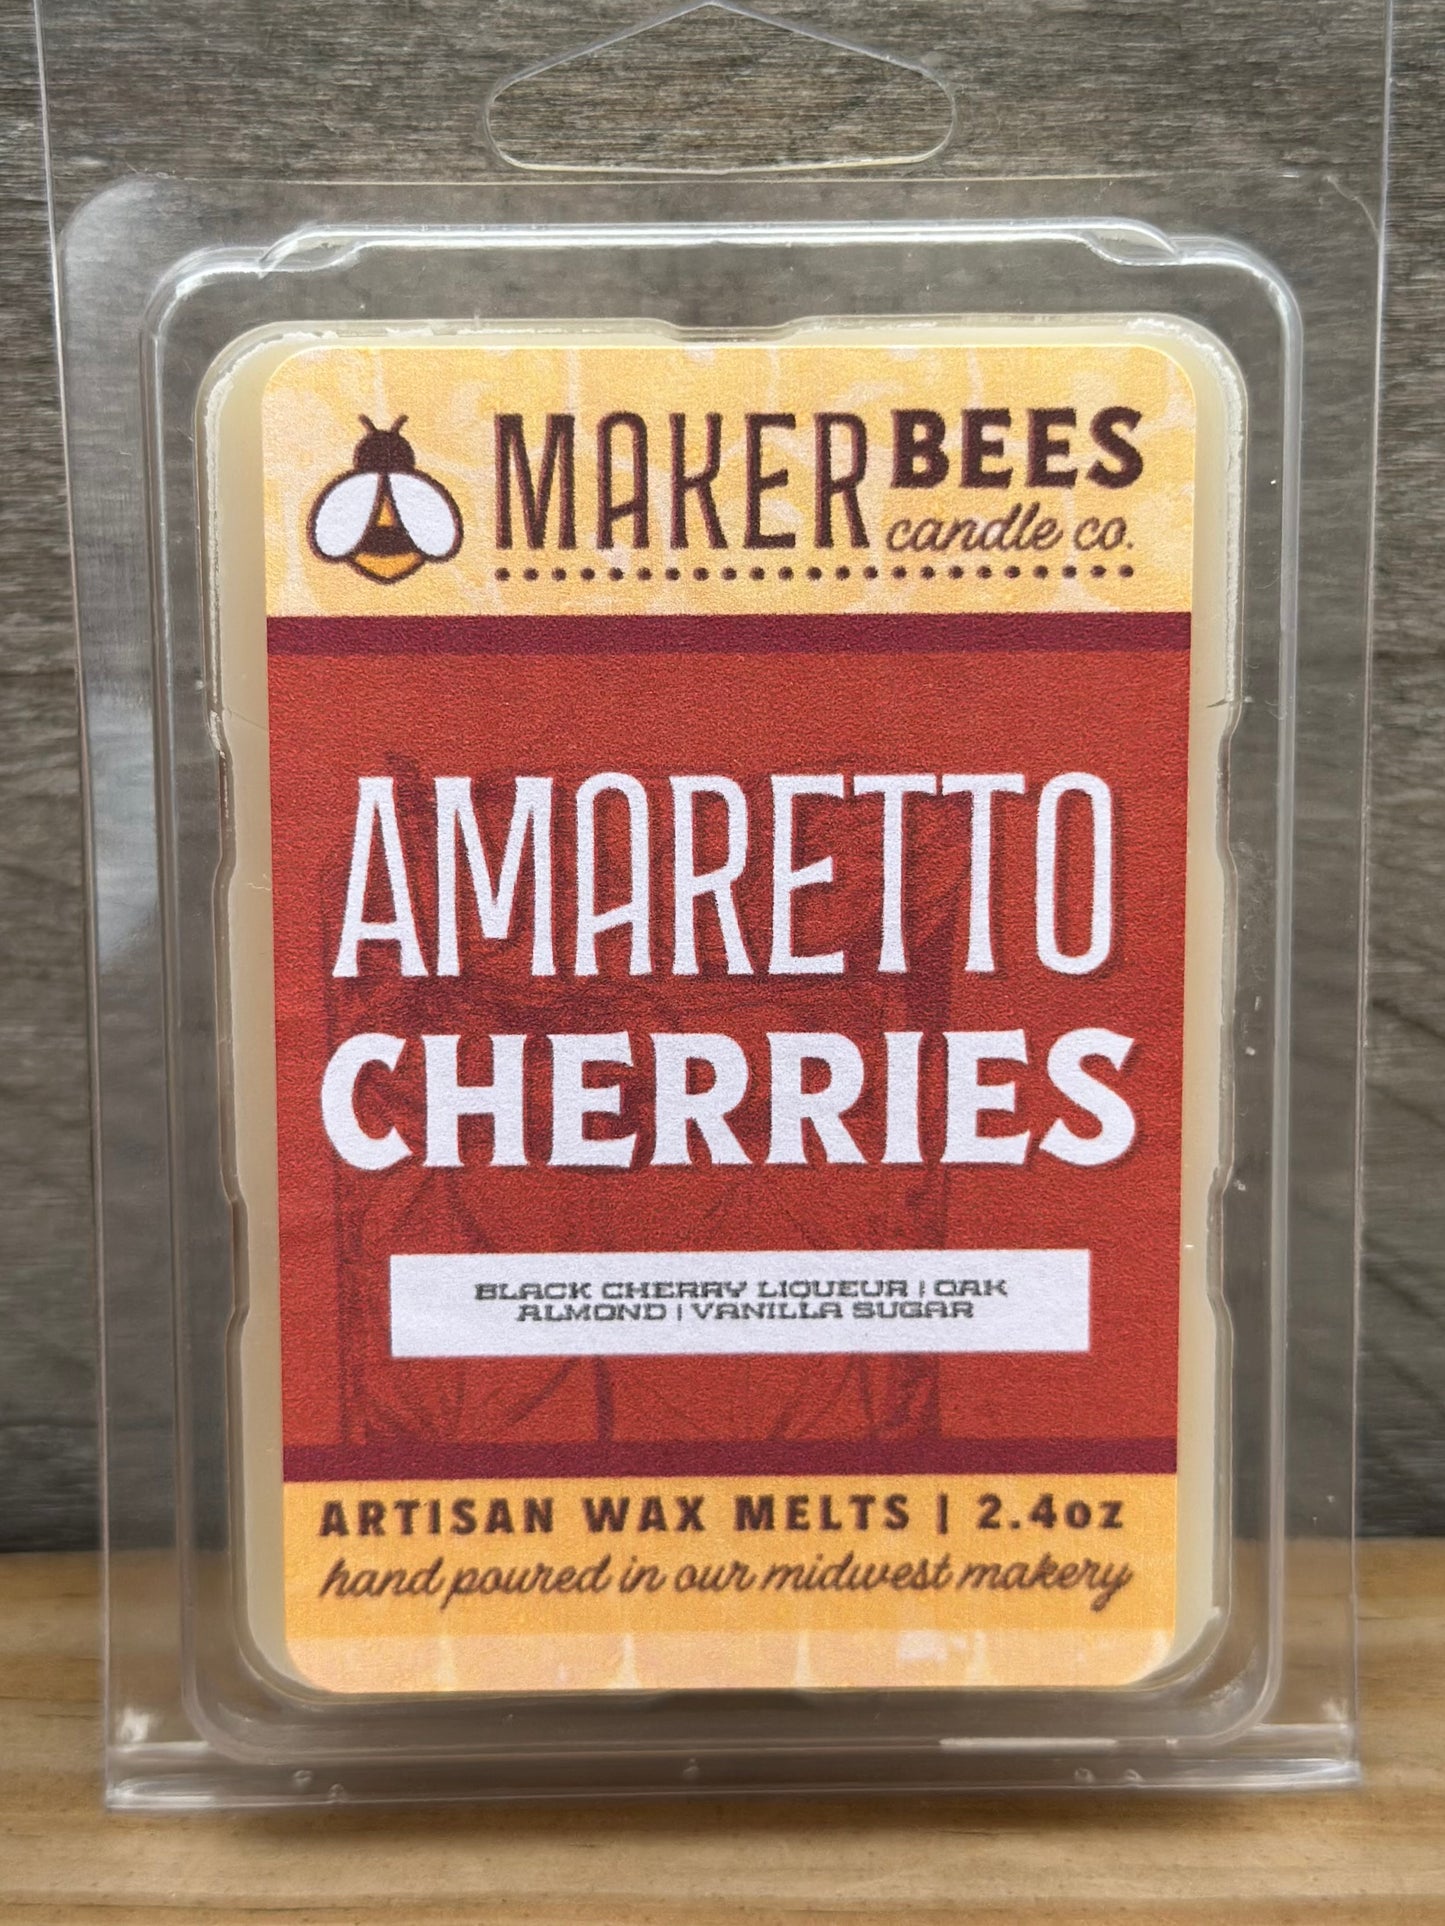 MAKER BEES
candle co.
AMARETTO
CHERRIES
BLACK CHERRY LIQUEUR | OAK
ALMOND | VANILLA SUGAR
ARTISAN WAX MELTS | 2.4oz
hand poured in our midwest makery